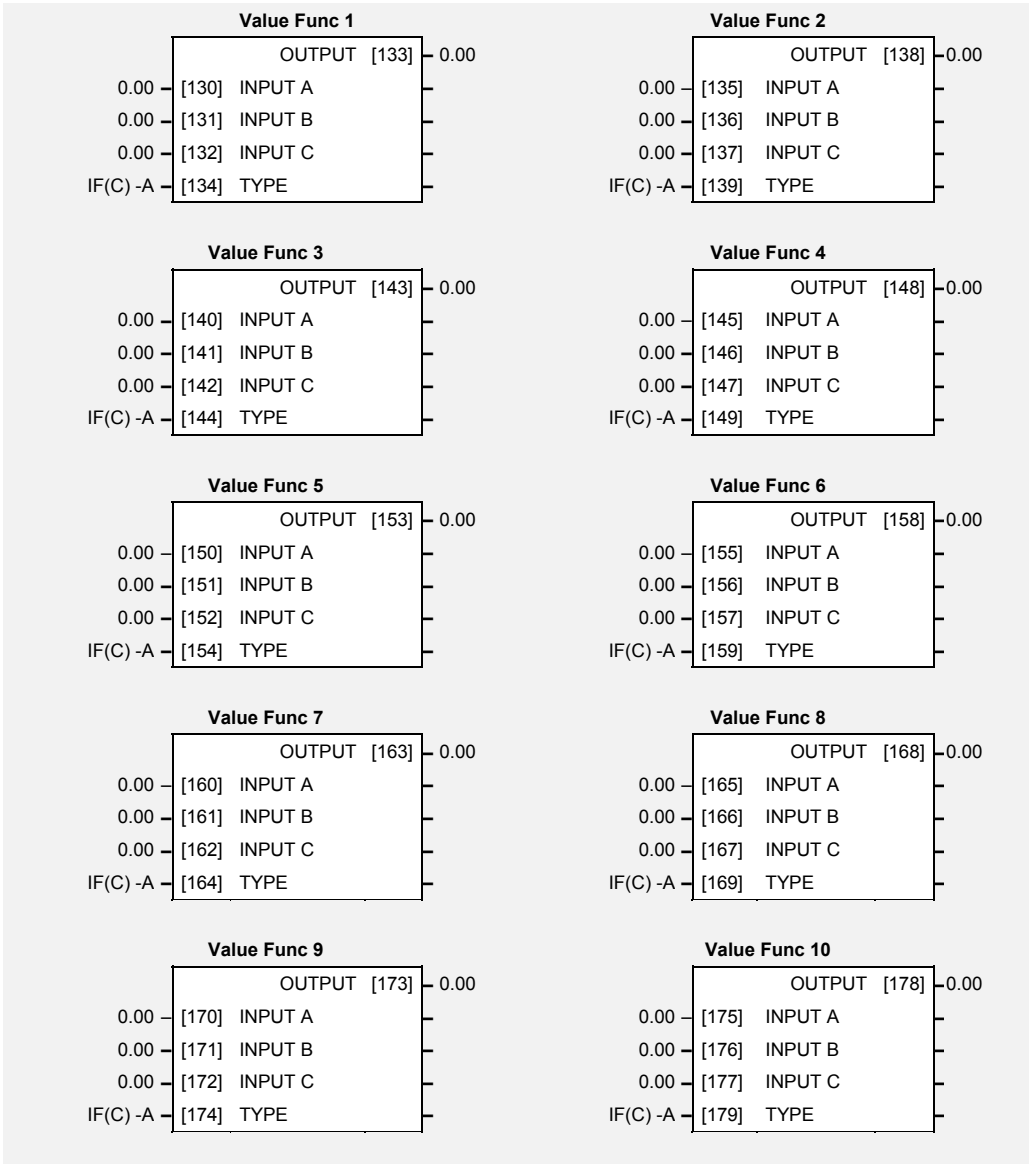 Value Func 1
OUTPUT [133] 0.00
0.00 [130] INPUT A
0.00 [131] INPUT B
0.00 [132] INPUT C
IF(C) -A [134] TYPE
Value Func 2
OUTPUT [138] 0.00
0.00 [135] INPUT A
0.00 [136] INPUT B
0.00 [137] INPUT C
IF(C) -A [139] TYPE
Value Func 3
OUTPUT [143] 0.00
0.00 [140] INPUT A
0.00 [141] INPUT B
0.00 [142] INPUT C
IF(C) -A [144] TYPE
Value Func 4
OUTPUT [148] 0.00
0.00 [145] INPUT A
0.00 [146] INPUT B
0.00 [147] INPUT C
IF(C) -A [149] TYPE
Value Func 5
OUTPUT [153] 0.00
0.00 [150] INPUT A
0.00 [151] INPUT B
0.00 [152] INPUT C
IF(C) -A [154] TYPE
Value Func 6
OUTPUT [158] 0.00
0.00 [155] INPUT A
0.00 [156] INPUT B
0.00 [157] INPUT C
IF(C) -A [159] TYPE
Value Func 7
OUTPUT [163] 0.00
0.00 [160] INPUT A
0.00 [161] INPUT B
0.00 [162] INPUT C
IF(C) -A [164] TYPE
Value Func 8
OUTPUT [168] 0.00
0.00 [165] INPUT A
0.00 [166] INPUT B
0.00 [167] INPUT C
IF(C) -A [169] TYPE
Value Func 9
OUTPUT [173] 0.00
0.00 [170] INPUT A
0.00 [171] INPUT B
0.00 [172] INPUT C
IF(C) -A [174] TYPE
Value Func 10
OUTPUT [178] 0.00
0.00 [175] INPUT A
0.00 [176] INPUT B
0.00 [177] INPUT C
IF(C) -A [179] TYPE